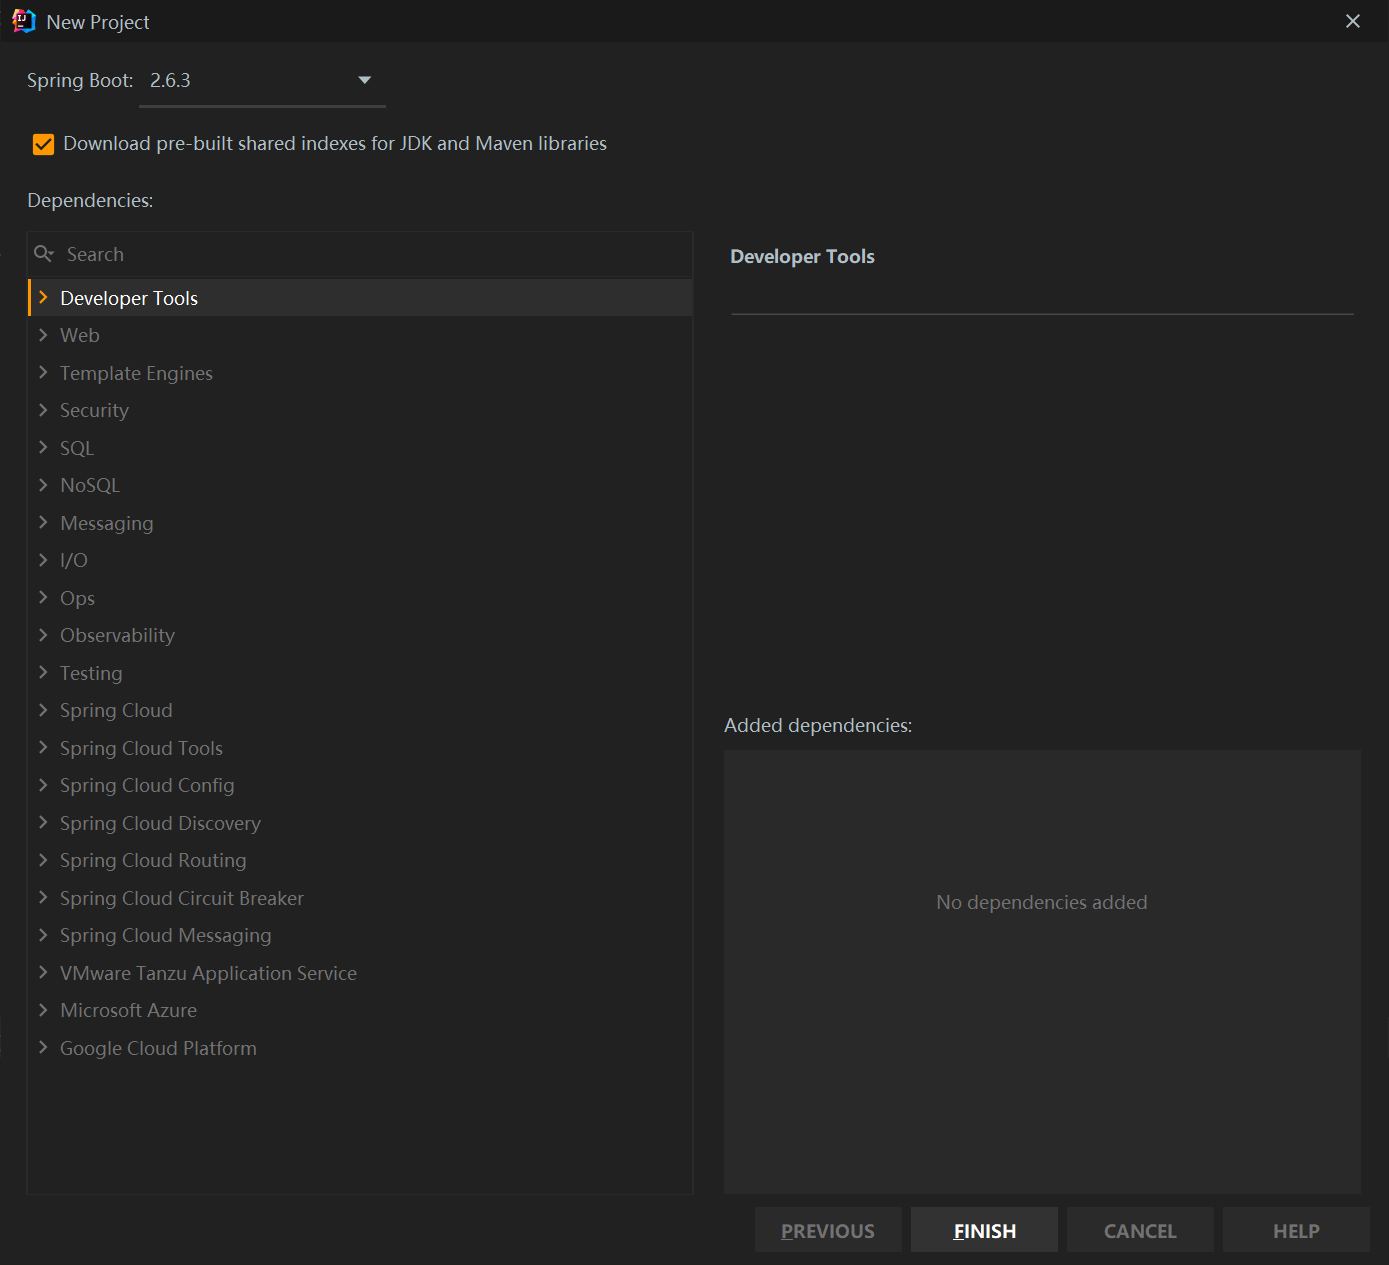 New Project
Spring Boot: 2.6.3
Download pre-built shared indexes for JDK and Maven libraries
Dependencies:
Search
Developer Tools
Web
Template Engines
Security
SQL
NoSQL
Messaging
I/O
Ops
Observability
Testing
Spring Cloud
Spring Cloud Tools
Spring Cloud Config
Spring Cloud Discovery
Spring Cloud Routing
Spring Cloud Circuit Breaker
Spring Cloud Messaging
VMware Tanzu Application Service
Microsoft Azure
Google Cloud Platform
Developer Tools
Added dependencies:
No dependencies added
PREVIOUS FINISH CANCEL HELP